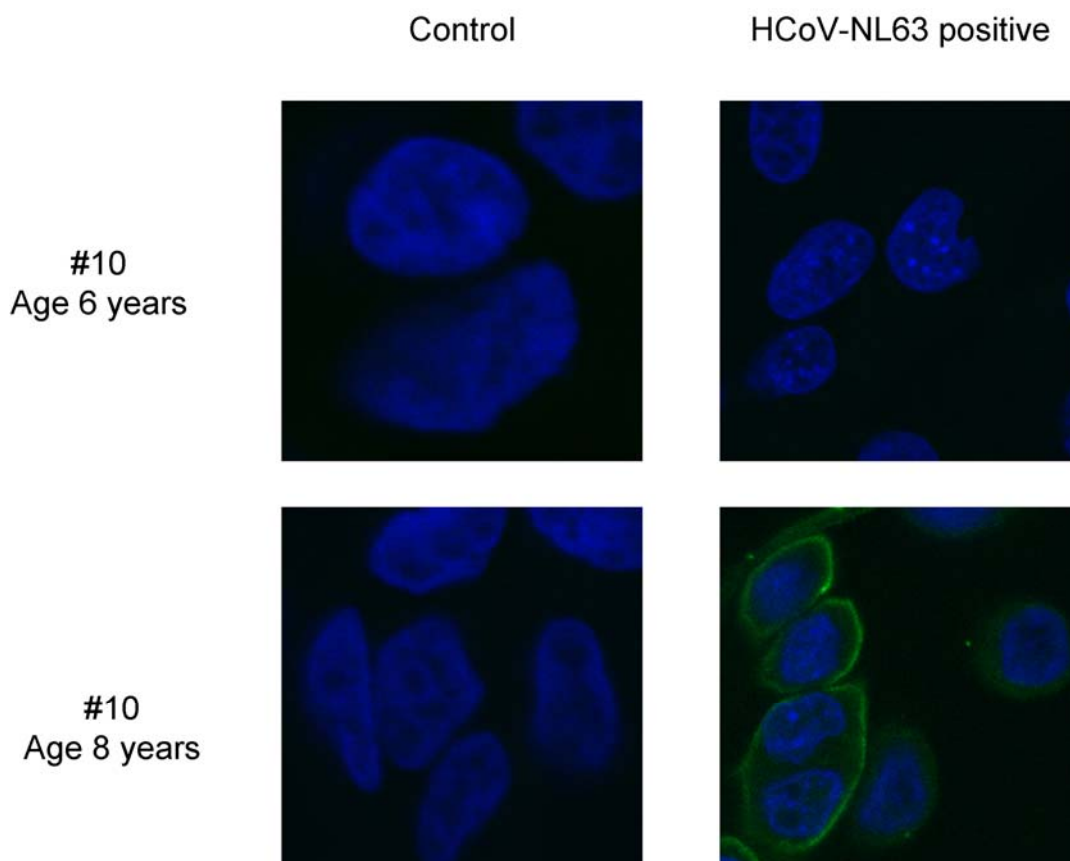 Control
HCoV-NL63 positive
#10
Age 6 years
#10
Age 8 years